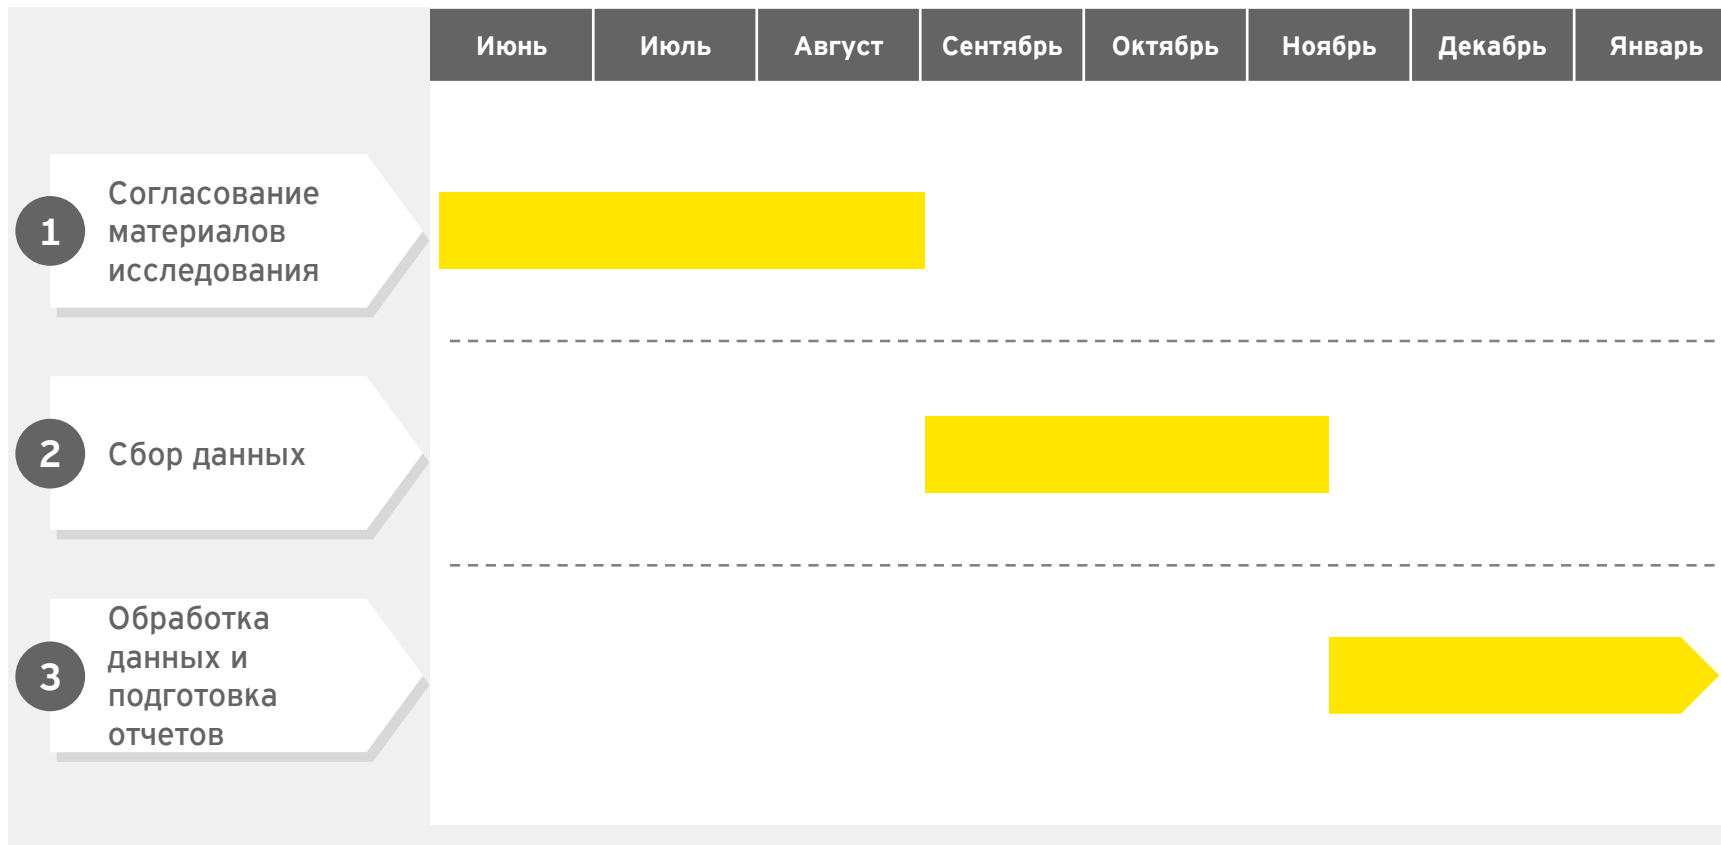 Июнь Июль Август Сентябрь Октябрь Ноябрь Декабрь Январь
1
Согласование
материалов
исследования
2
Сбор данных
3
Обработка
данных и
подготовка
отчетов